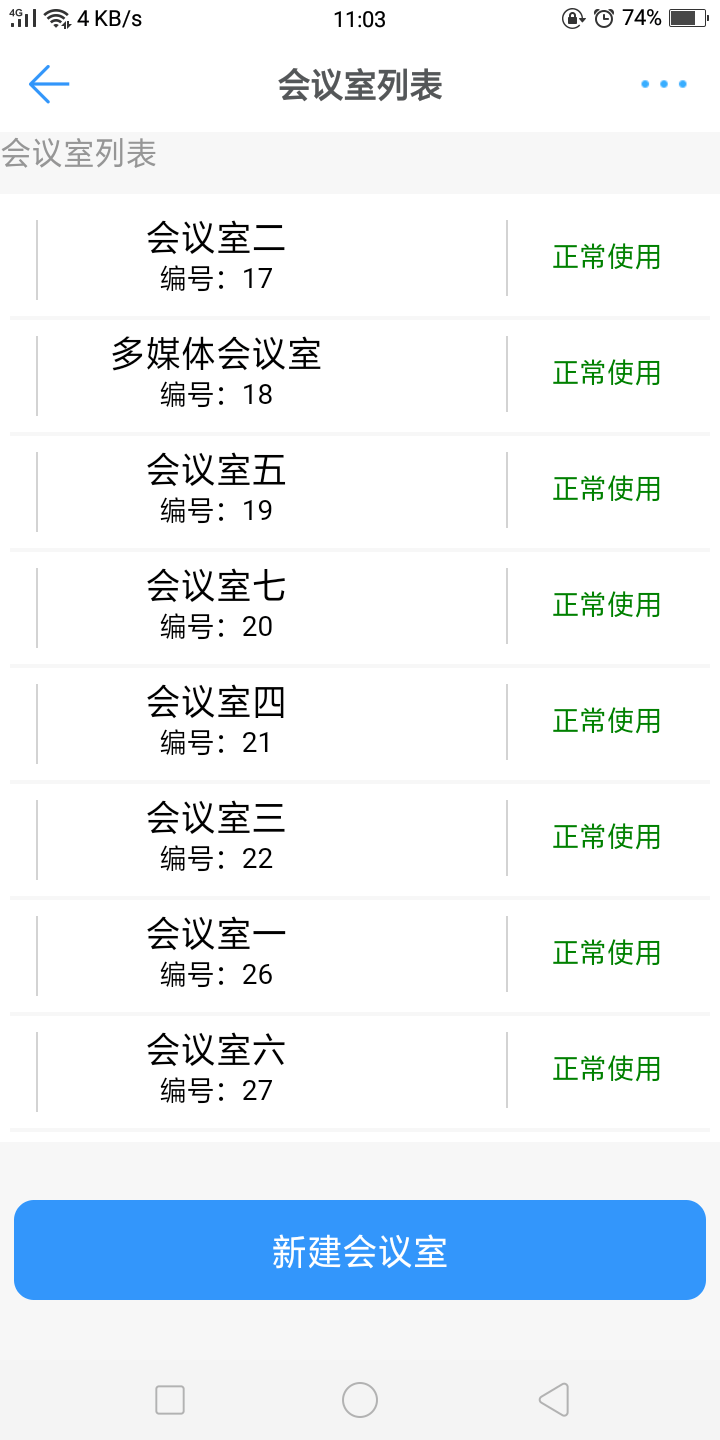 4G 4 KB/s 11:03 74%
会议室列表
会议室列表
会议室二
编号：17
正常使用
多媒体会议室
编号：18
正常使用
会议室五
编号：19
正常使用
会议室七
编号：20
正常使用
会议室四
编号：21
正常使用
会议室三
编号：22
正常使用
会议室一
编号：26
正常使用
会议室六
编号：27
正常使用
新建会议室